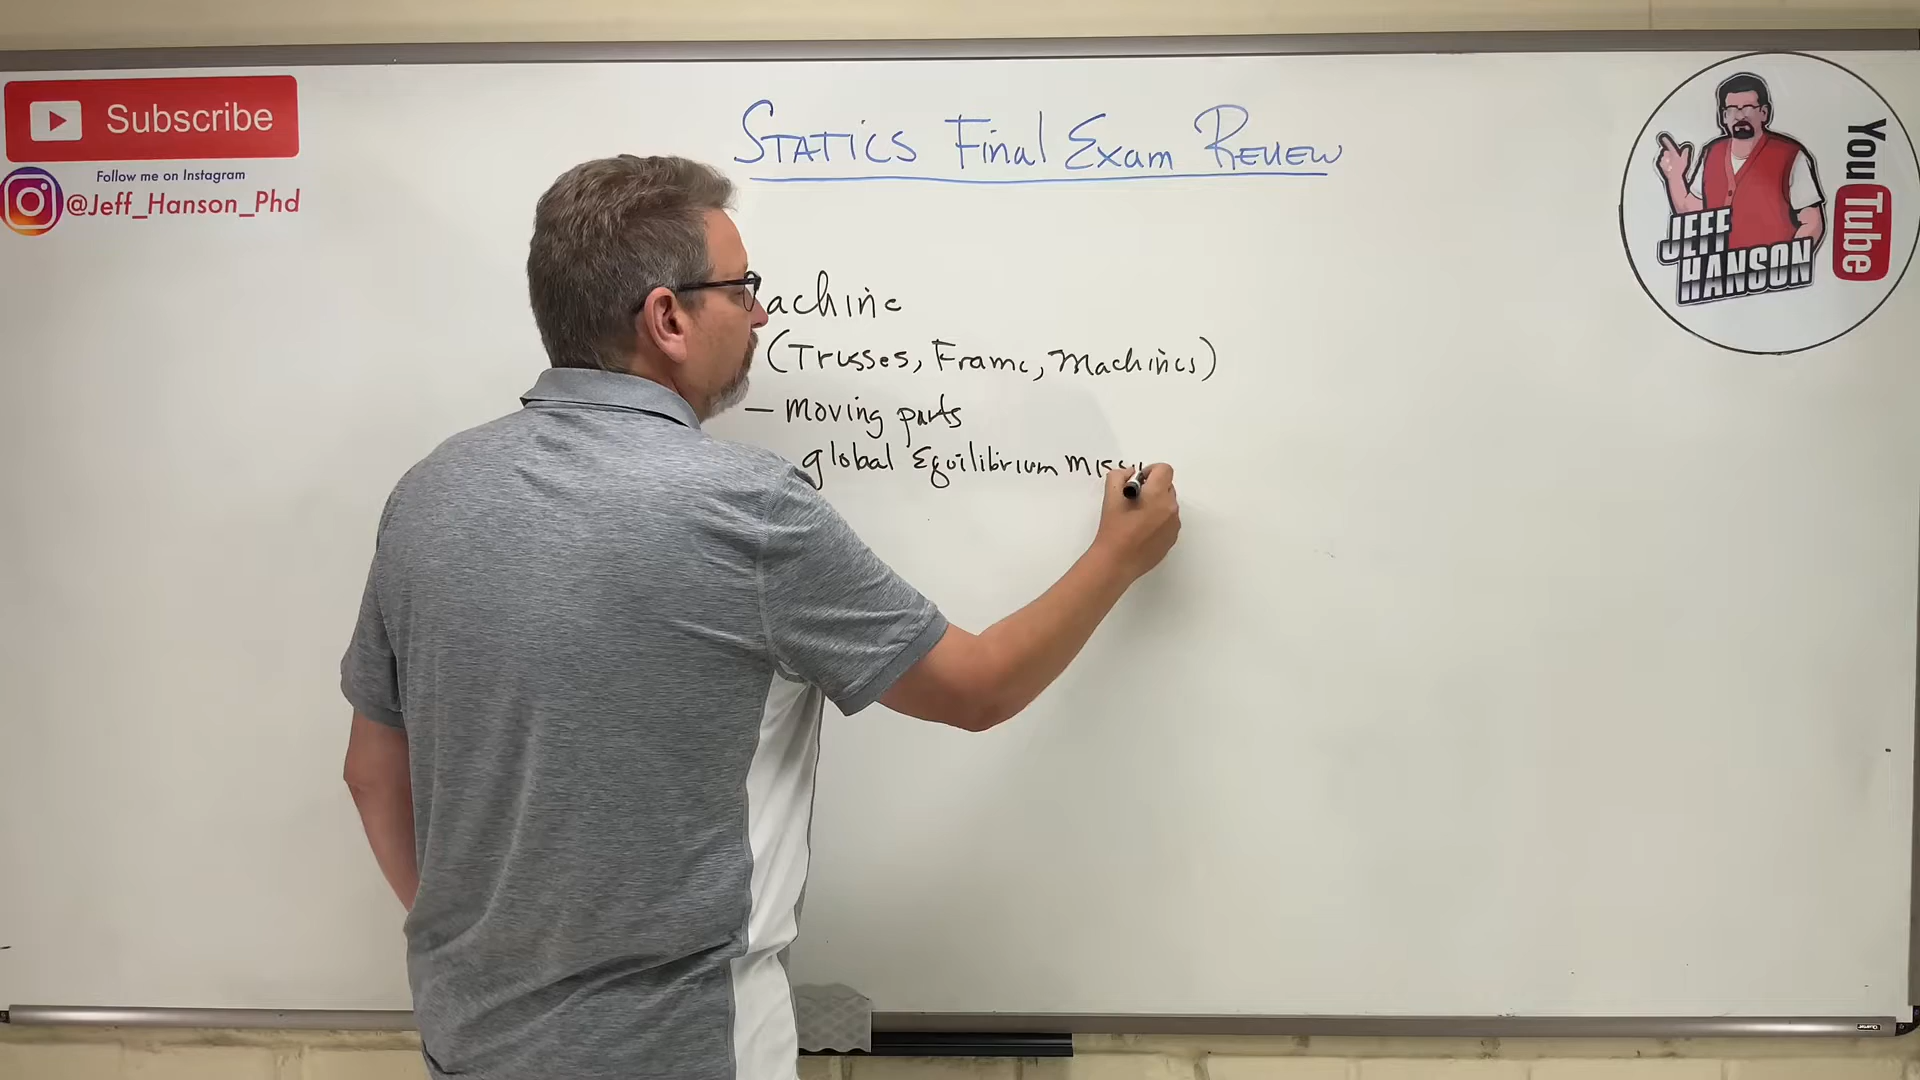 Subscribe
Follow me on Instagram
@Jeff_Hanson_Phd
STATICS Final Exam REVIEW
achine
(Trusses, Frame, Machines)
- moving parts
global Equilibrium
JEFF
HANSON
YouTube